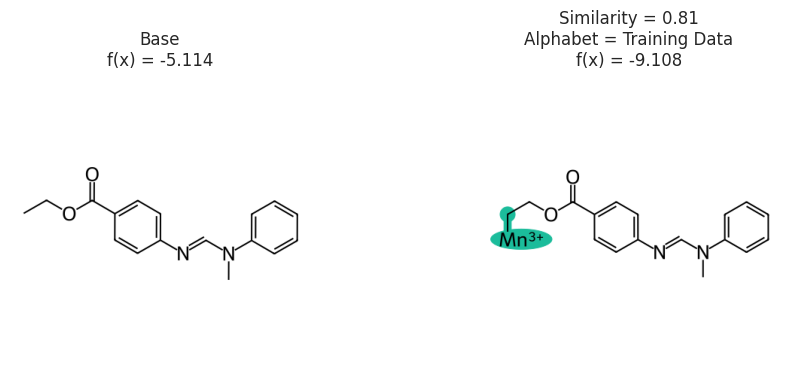 Base
f(x) = -5.114
Similarity = 0.81
Alphabet = Training Data
f(x) = -9.108
O
O
N
N
O
O
Mn³⁺
N
N